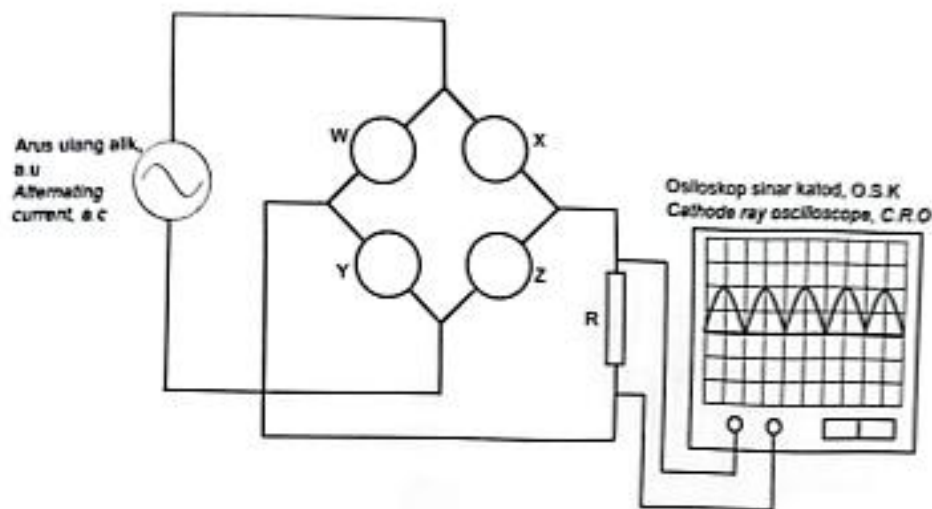 Arus ulang alik,
a.u
Alternating
current, a.c
W
X
Y
Z
R
Osiloskop sinar katod, O.S.K
Cathode ray oscilloscope, C.R.O